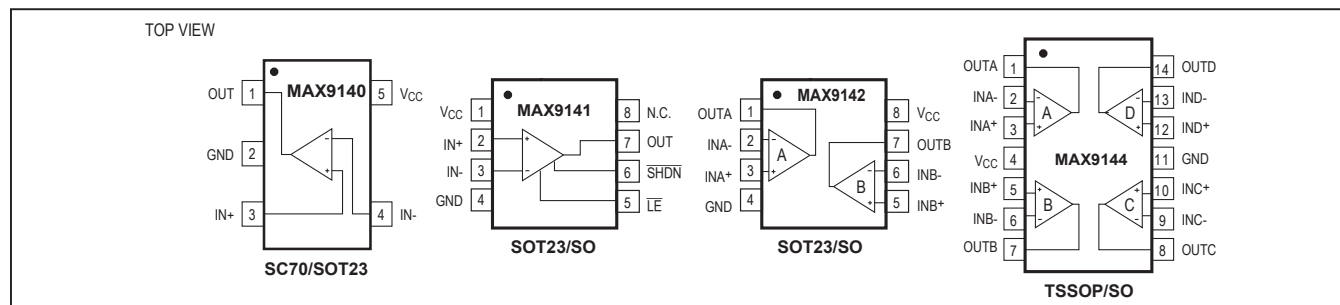 TOP VIEW
MAX9140
OUT 1
5 VCC
GND 2
IN+ 3
4 IN-
SC70/SOT23
MAX9141
VCC 1
8 N.C.
IN+ 2
+
7 OUT
IN- 3
−
6 SHDN
GND 4
5 LE
SOT23/SO
MAX9142
OUTA 1
8 VCC
INA- 2
−
A
7 OUTB
INA+ 3
+
−
6 INB-
B
GND 4
+
5 INB+
SOT23/SO
OUTA 1
14 OUTD
INA- 2
−
A
D
−
13 IND-
INA+ 3
+
+
12 IND+
VCC 4
MAX9144
11 GND
INB+ 5
+
B
C
+
10 INC+
INB- 6
−
−
9 INC-
OUTB 7
8 OUTC
TSSOP/SO